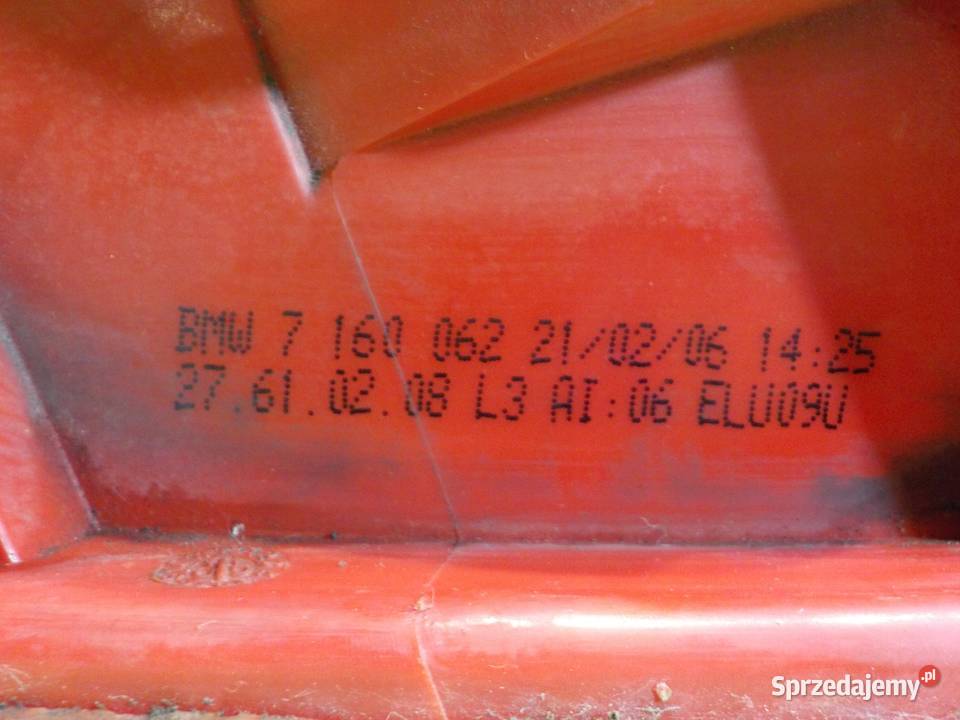 BMW 7 160 062 21/02/06 14:25
27.61.02.08 L3 AI:06 ELU09U
Sprzedajemy.pl